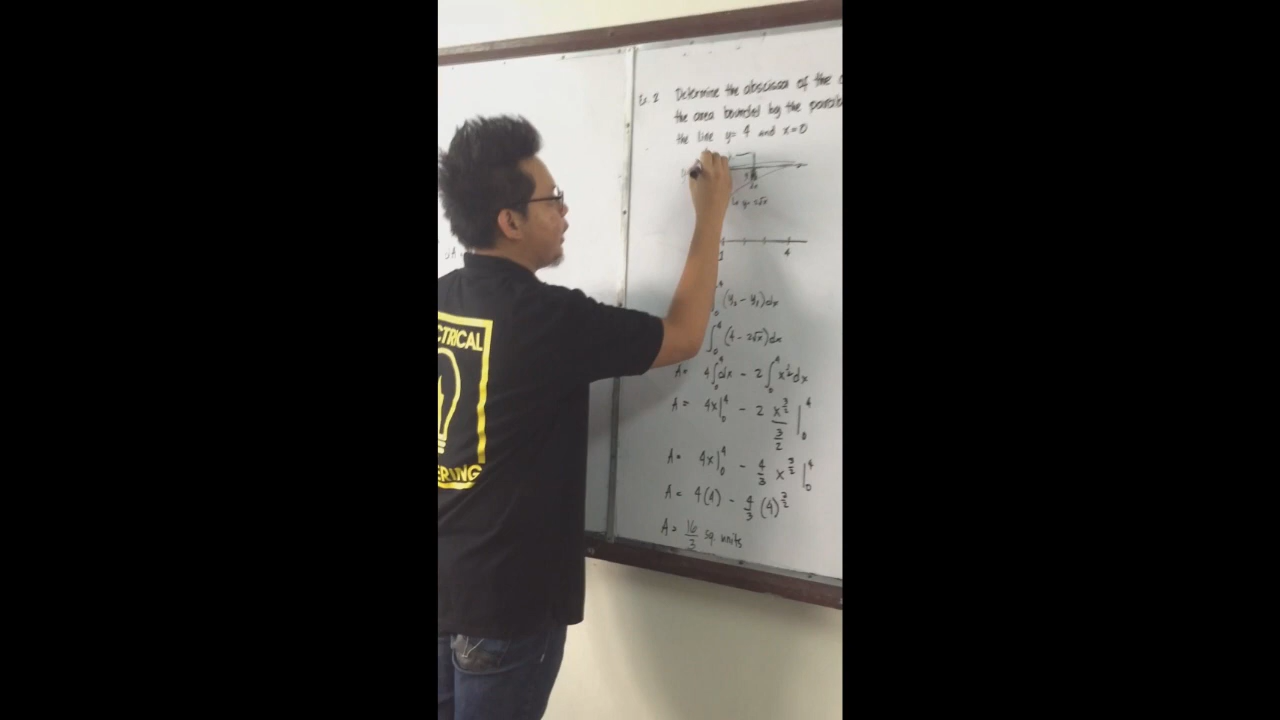 Ex. 2 Determine the abscissa of the
the area bounded by the parab
the line y= 4 and x=0
y= 2√x
4
(y₂ - y₁)dx
∫₀⁴ (4 - 2√x)dx
A= 4∫₀⁴dx - 2∫₀⁴ x^½ dx
A = 4x|₀⁴ - 2 x^(3/2)/(3/2) |₀⁴
A= 4x|₀⁴ - 4/3 x^(3/2) |₀⁴
A= 4(4) - 4/3 (4)^(3/2)
A= 16/3 sq. units
CTRICAL
ERING